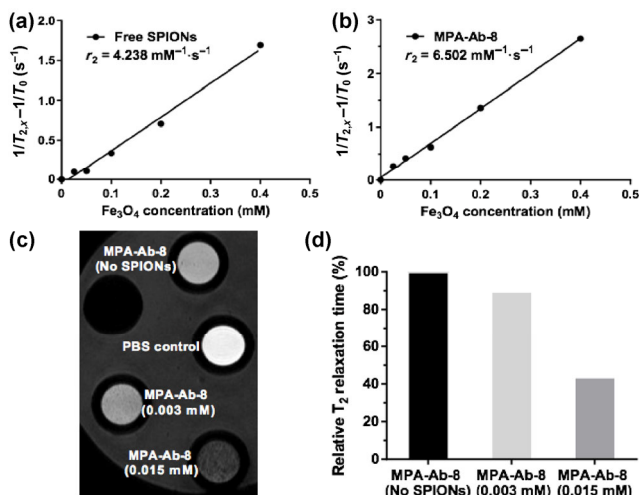 (a)
Free SPIONs
r₂ = 4.238 mM⁻¹·s⁻¹
1/T₂,ₓ−1/T₀ (s⁻¹)
2.0
1.5
1.0
0.5
0
0 0.1 0.2 0.3 0.4 0.5
Fe₃O₄ concentration (mM)
(b)
MPA-Ab-8
r₂ = 6.502 mM⁻¹·s⁻¹
1/T₂,ₓ−1/T₀ (s⁻¹)
3
2
1
0
0 0.1 0.2 0.3 0.4 0.5
Fe₃O₄ concentration (mM)
(c)
MPA-Ab-8
(No SPIONs)
PBS control
MPA-Ab-8
(0.003 mM)
MPA-Ab-8
(0.015 mM)
(d)
Relative T₂ relaxation time (%)
100
80
60
40
20
0
MPA-Ab-8 MPA-Ab-8 MPA-Ab-8
(No SPIONs) (0.003 mM) (0.015 mM)